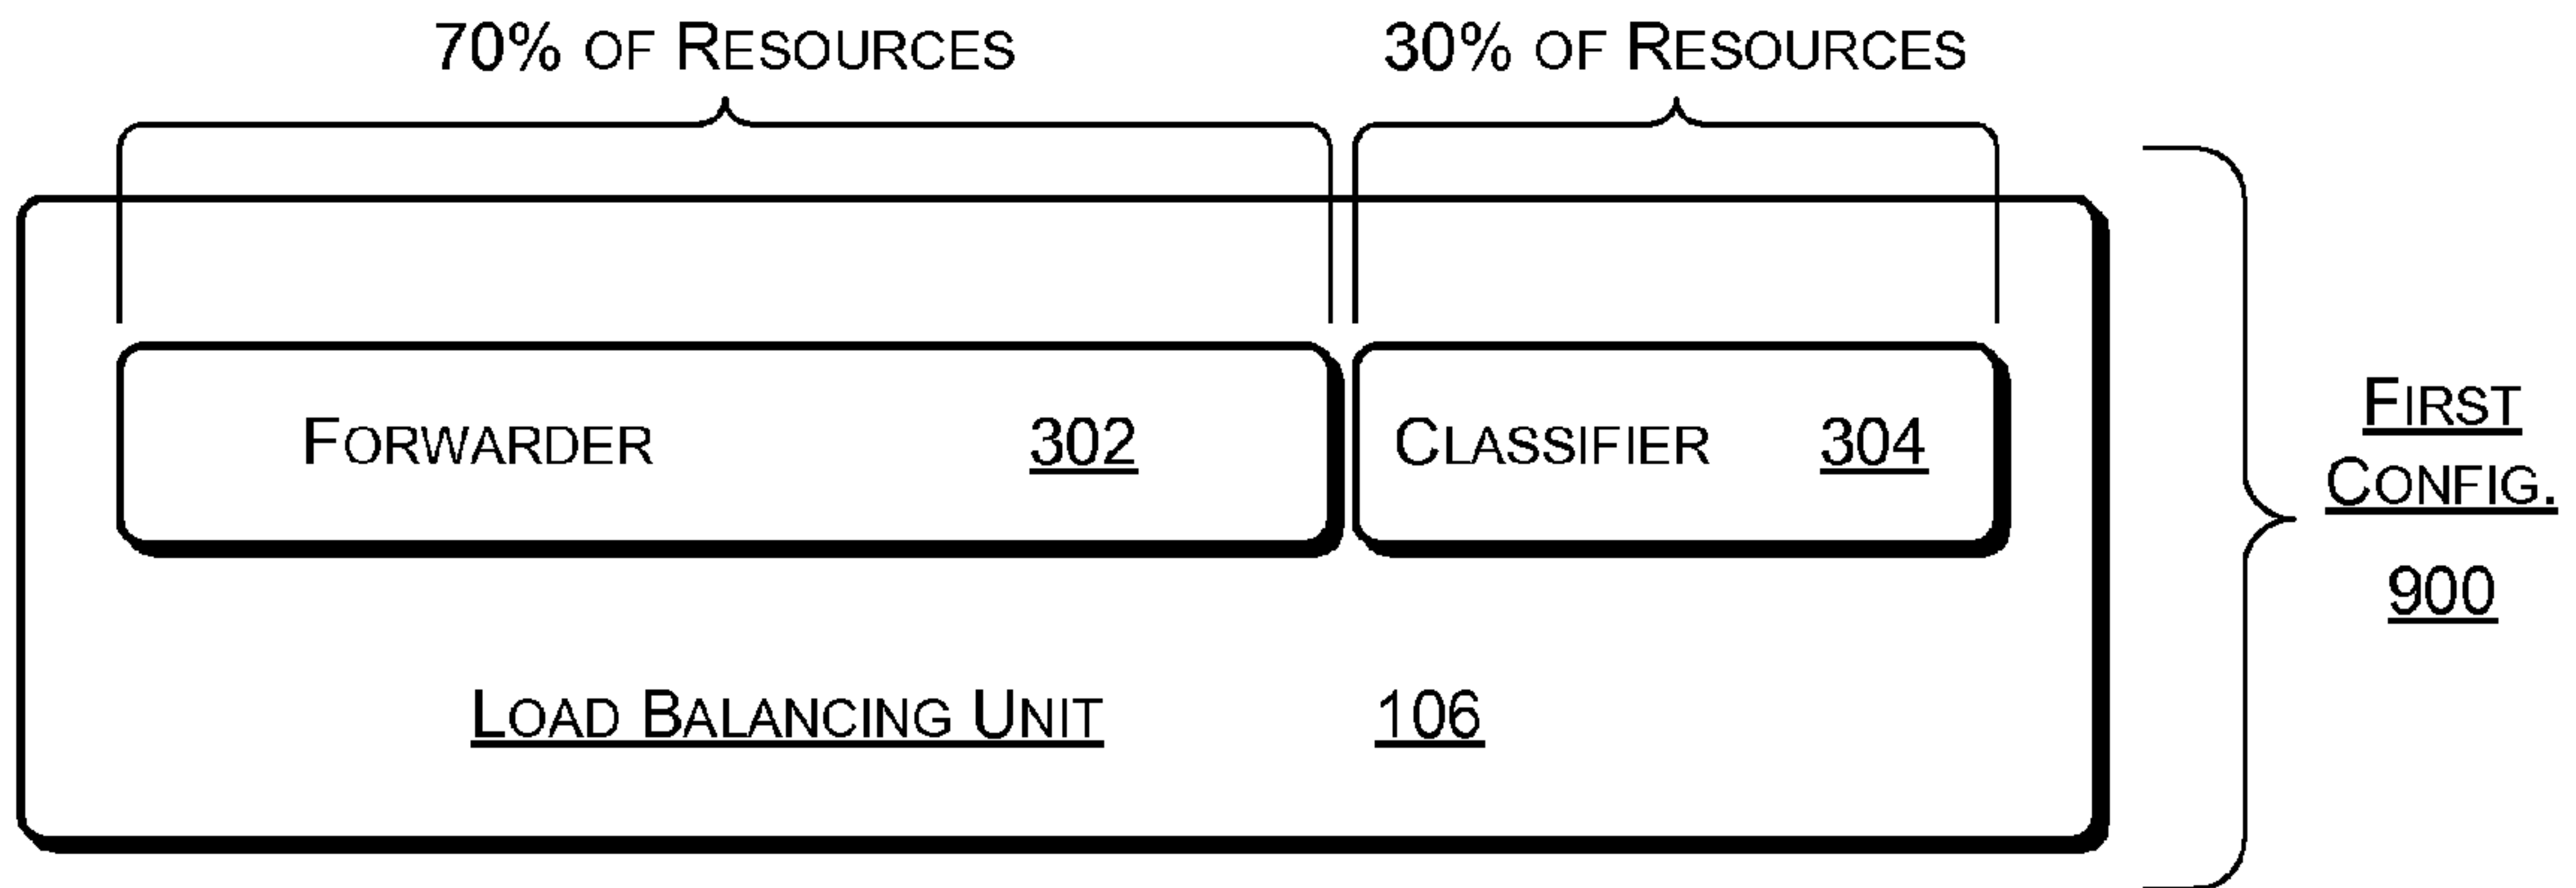 70% OF RESOURCES 30% OF RESOURCES
FORWARDER 302 CLASSIFIER 304
LOAD BALANCING UNIT 106
FIRST
CONFIG.
900